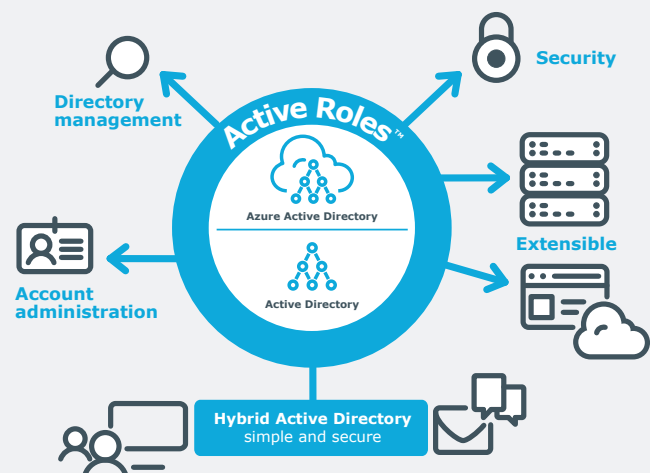 Active Roles™
Security
Directory
management
Azure Active Directory
Extensible
Account
administration
Active Directory
Hybrid Active Directory
simple and secure